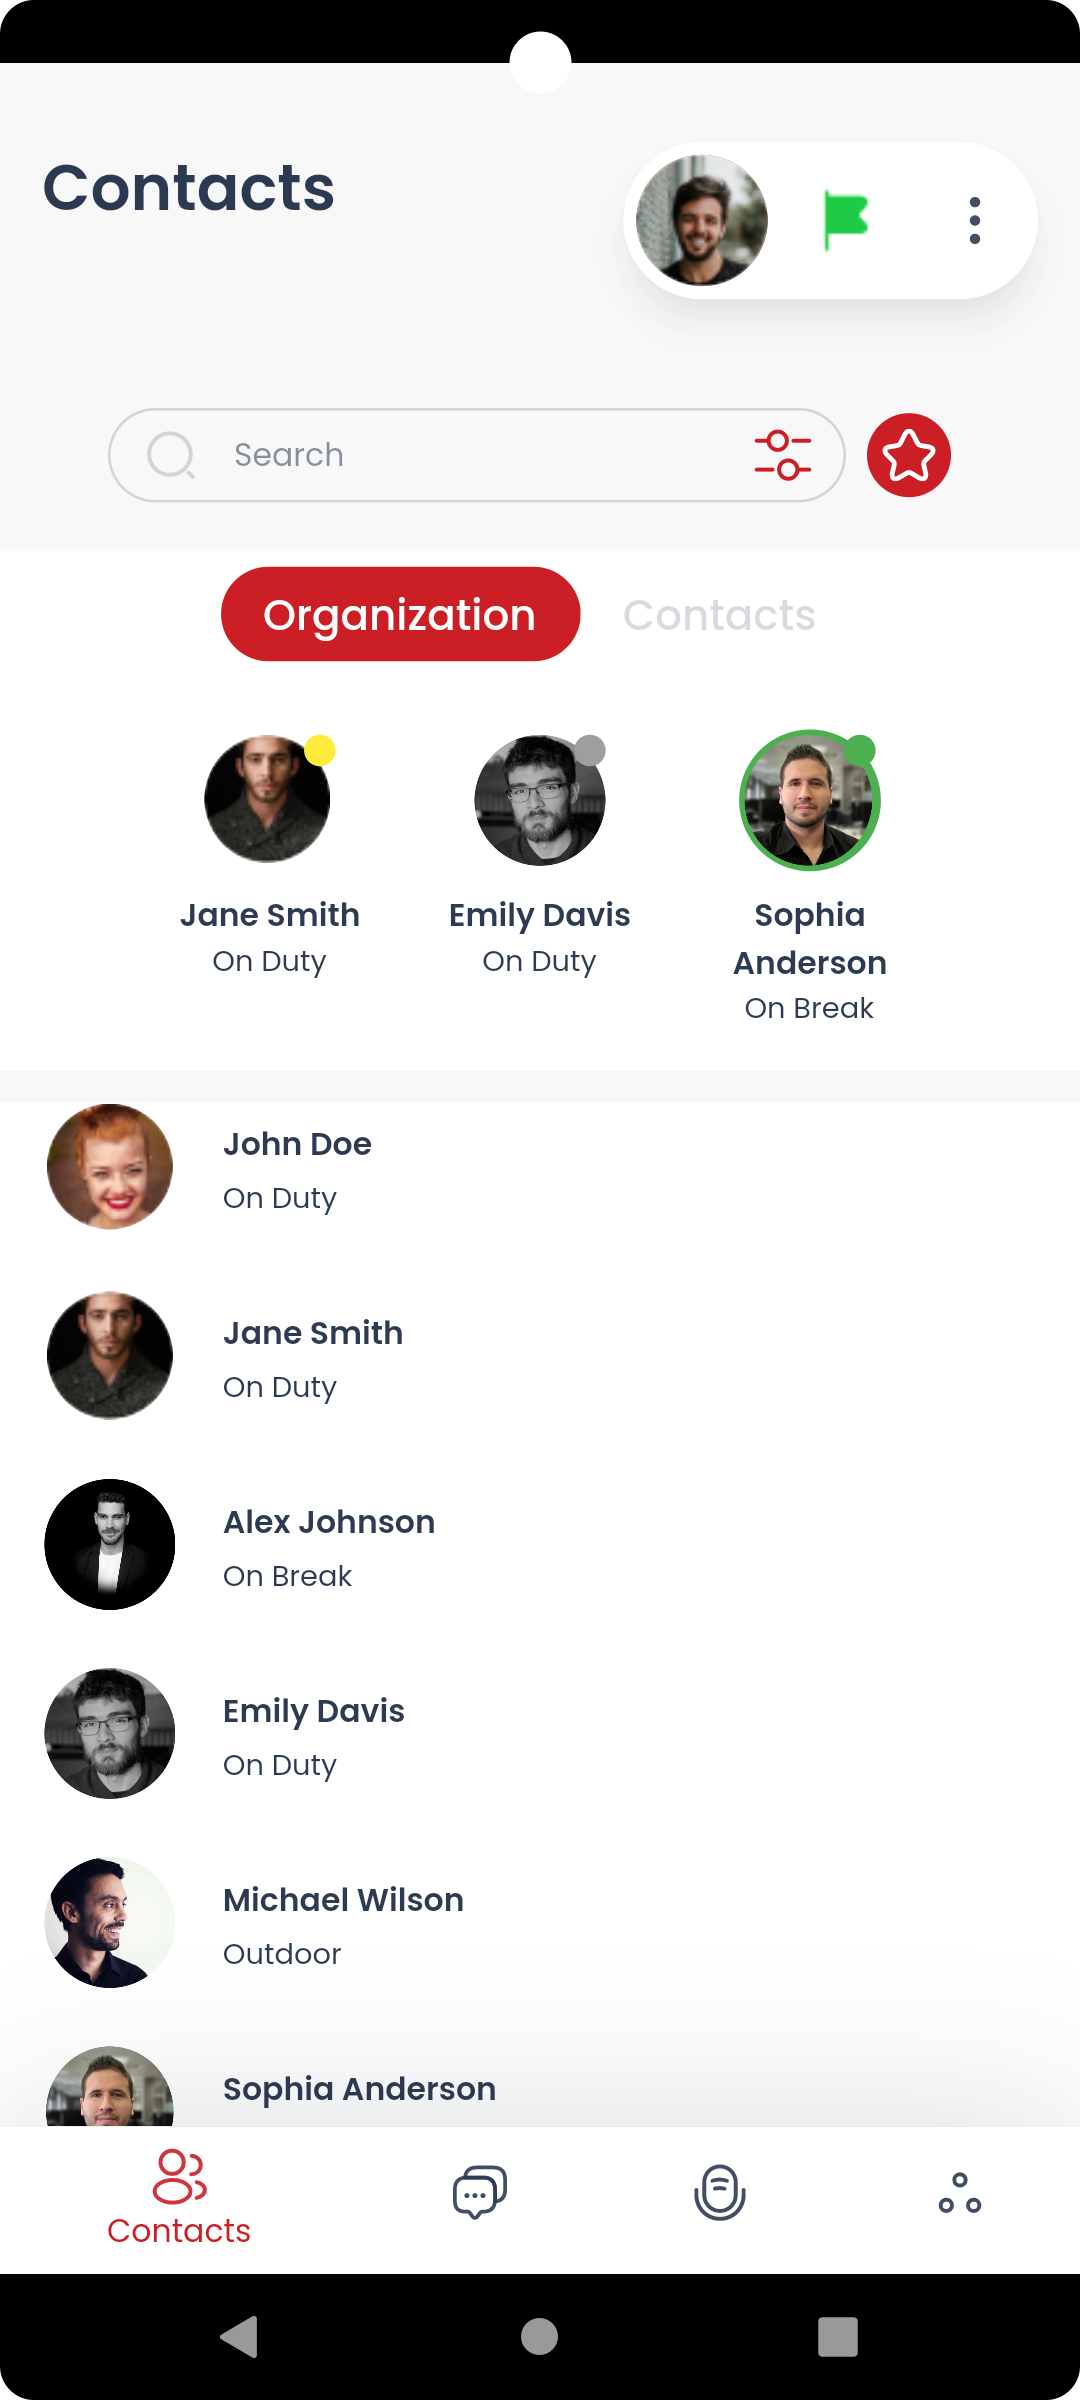 Contacts
Search
Organization
Contacts
Jane Smith
On Duty
Emily Davis
On Duty
Sophia
Anderson
On Break
John Doe
On Duty
Jane Smith
On Duty
Alex Johnson
On Break
Emily Davis
On Duty
Michael Wilson
Outdoor
Sophia Anderson
Contacts